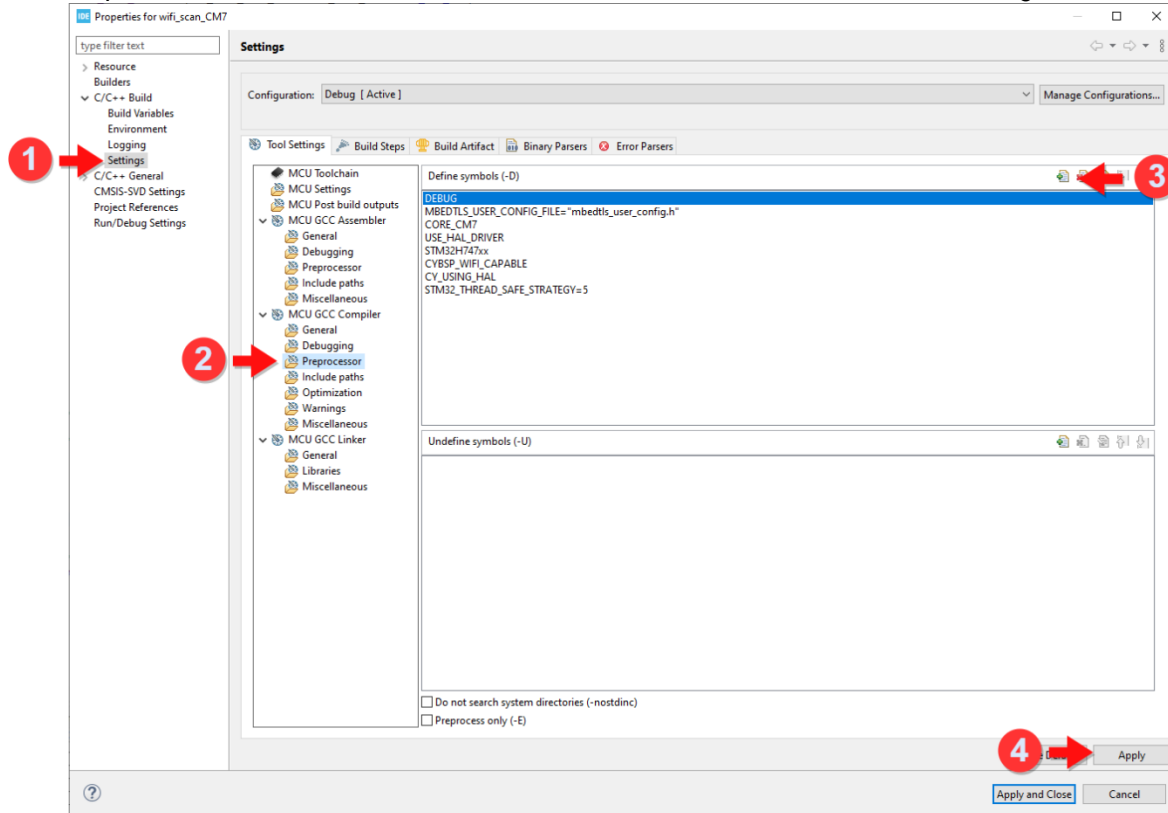 IDE Properties for wifi_scan_CM7
type filter text
Settings
Resource
Builders
C/C++ Build
Build Variables
Environment
Logging
Settings
C/C++ General
CMSIS-SVD Settings
Project References
Run/Debug Settings
1
Configuration: Debug [ Active ]
Manage Configurations...
Tool Settings Build Steps Build Artifact Binary Parsers Error Parsers
MCU Toolchain
MCU Settings
MCU Post build outputs
MCU GCC Assembler
General
Debugging
Preprocessor
Include paths
Miscellaneous
MCU GCC Compiler
General
Debugging
Preprocessor
Include paths
Optimization
Warnings
Miscellaneous
MCU GCC Linker
General
Libraries
Miscellaneous
2
Define symbols (-D)
3
DEBUG
MBEDTLS_USER_CONFIG_FILE="mbedtls_user_config.h"
CORE_CM7
USE_HAL_DRIVER
STM32H747xx
CYBSP_WIFI_CAPABLE
CY_USING_HAL
STM32_THREAD_SAFE_STRATEGY=5
Undefine symbols (-U)
Do not search system directories (-nostdinc)
Preprocess only (-E)
4
Apply
Apply and Close
Cancel